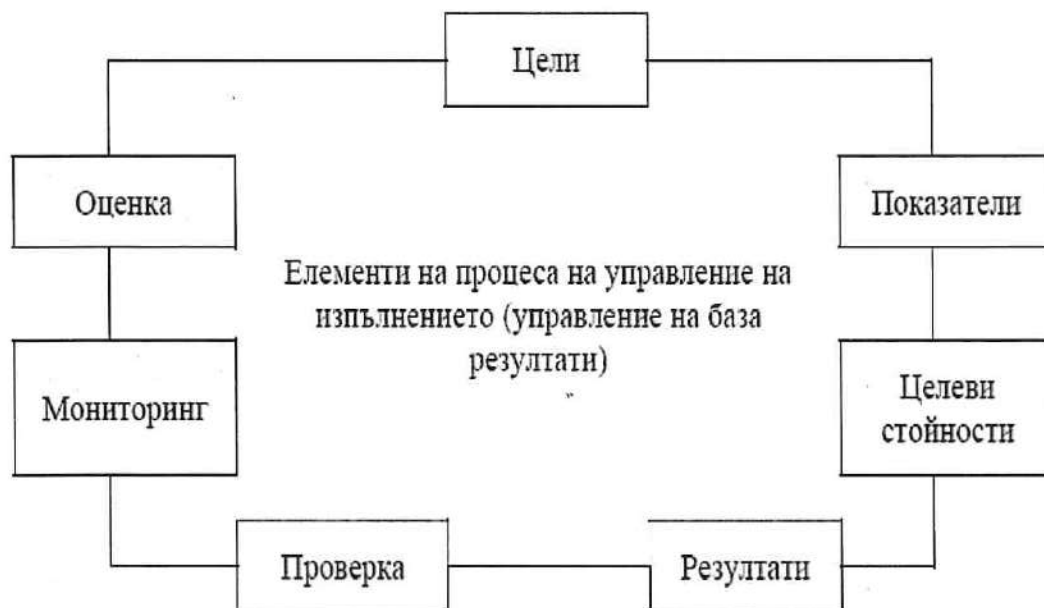 Цели
Оценка
Показатели
Елементи на процеса на управление на
изпълнението (управление на база
резултати)
Мониторинг
Целеви
стойности
Проверка
Резултати